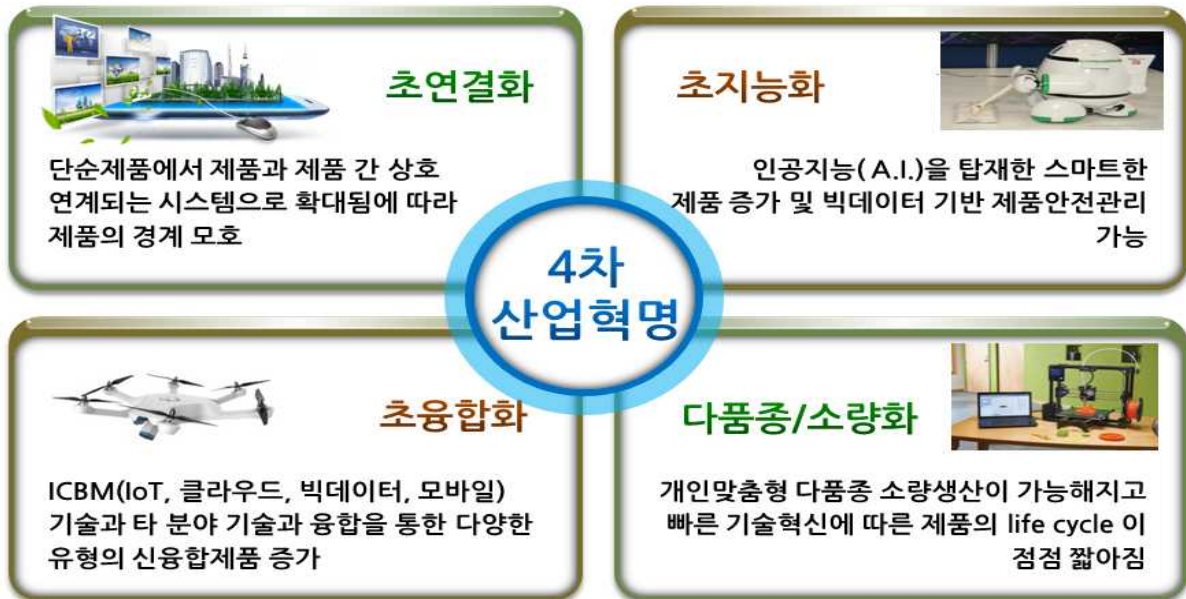 초연결화
단순제품에서 제품과 제품 간 상호
연계되는 시스템으로 확대됨에 따라
제품의 경계 모호
초지능화
인공지능( A.I.)을 탑재한 스마트한
제품 증가 및 빅데이터 기반 제품안전관리
가능
4차
산업혁명
초융합화
ICBM(IoT, 클라우드, 빅데이터, 모바일)
기술과 타 분야 기술과 융합을 통한 다양한
유형의 신융합제품 증가
다품종/소량화
개인맞춤형 다품종 소량생산이 가능해지고
빠른 기술혁신에 따른 제품의 life cycle 이
점점 짧아짐